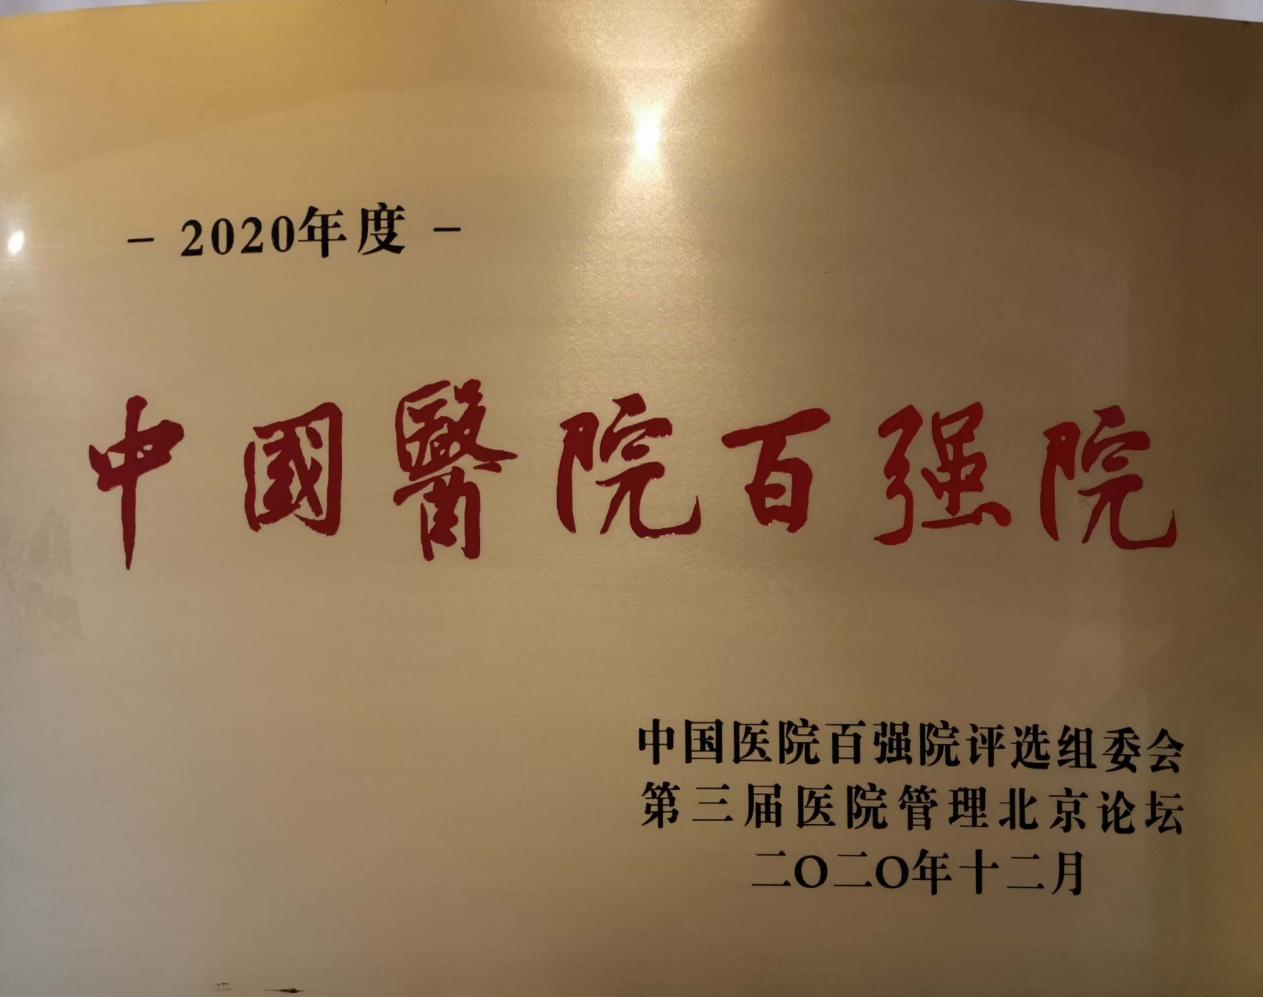 - 2020年度 -
中國醫院百强院
中国医院百强院评选组委会
第三届医院管理北京论坛
二〇二〇年十二月